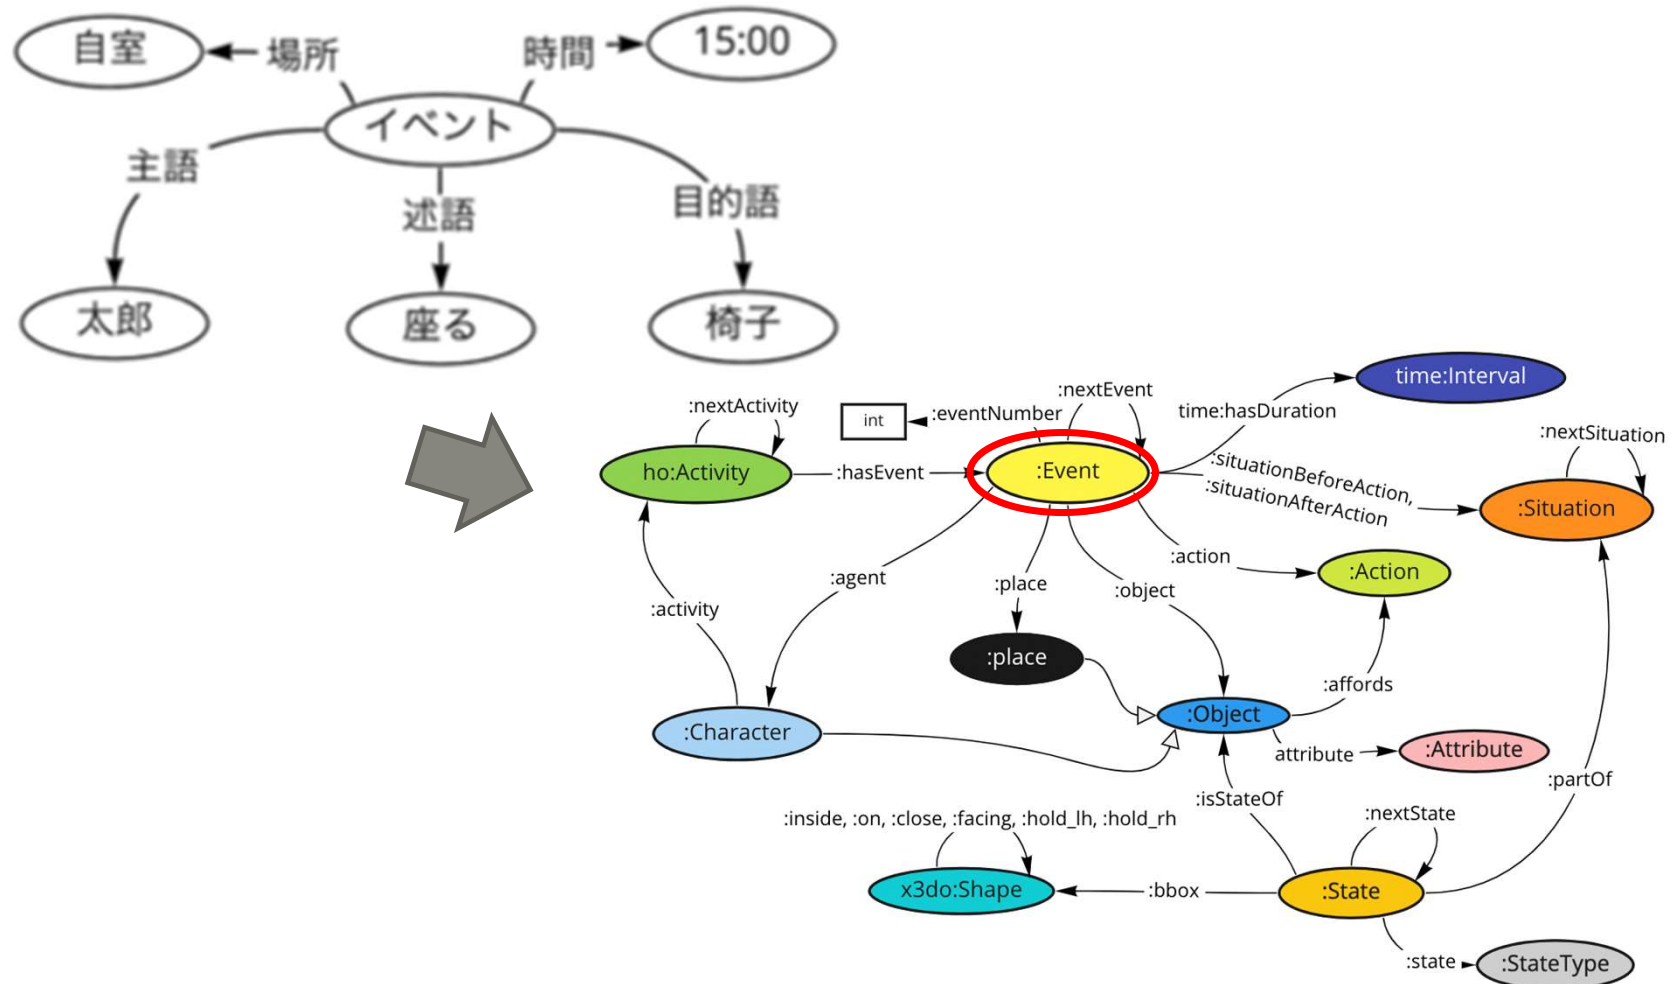 自室
場所
時間
15:00
イベント
主語
述語
目的語
太郎
座る
椅子
time:Interval
:nextEvent
:nextActivity
int
:eventNumber
time:hasDuration
:nextSituation
ho:Activity
:hasEvent
:Event
:situationBeforeAction,
:situationAfterAction
:Situation
:action
:Action
:agent
:place
:object
:activity
:place
:affords
:Character
:Object
attribute
:Attribute
:partOf
:isStateOf
:nextState
:inside, :on, :close, :facing, :hold_lh, :hold_rh
x3do:Shape
:bbox
:State
:state
:StateType